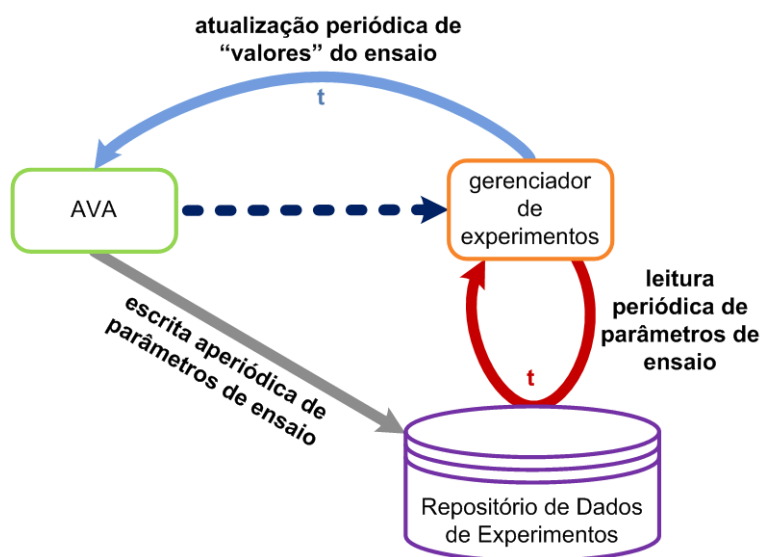 atualização periódica de
“valores” do ensaio
t
AVA
gerenciador
de
experimentos
leitura
periódica de
parâmetros de
ensaio
escrita aperiódica de
parâmetros de ensaio
t
Repositório de Dados
de Experimentos